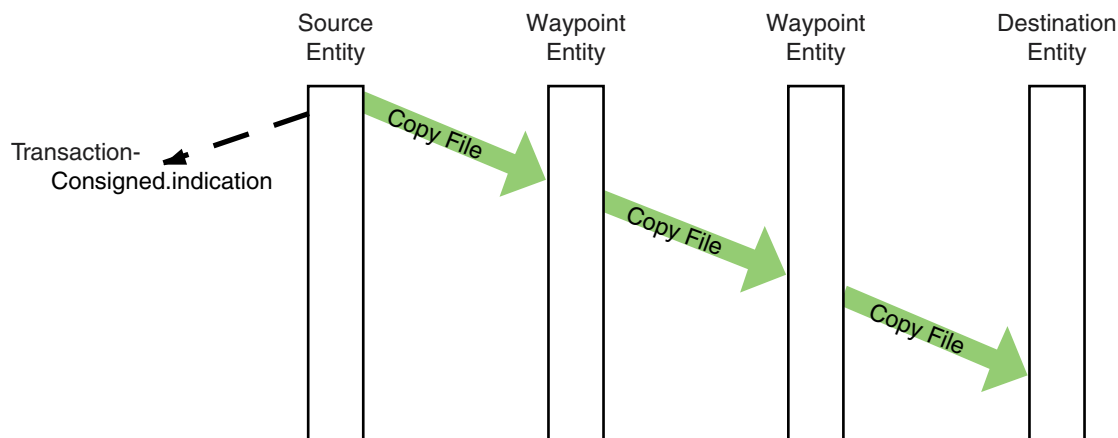 Source
Entity
Waypoint
Entity
Waypoint
Entity
Destination
Entity
Copy File
Transaction-
Consigned.indication
Copy File
Copy File